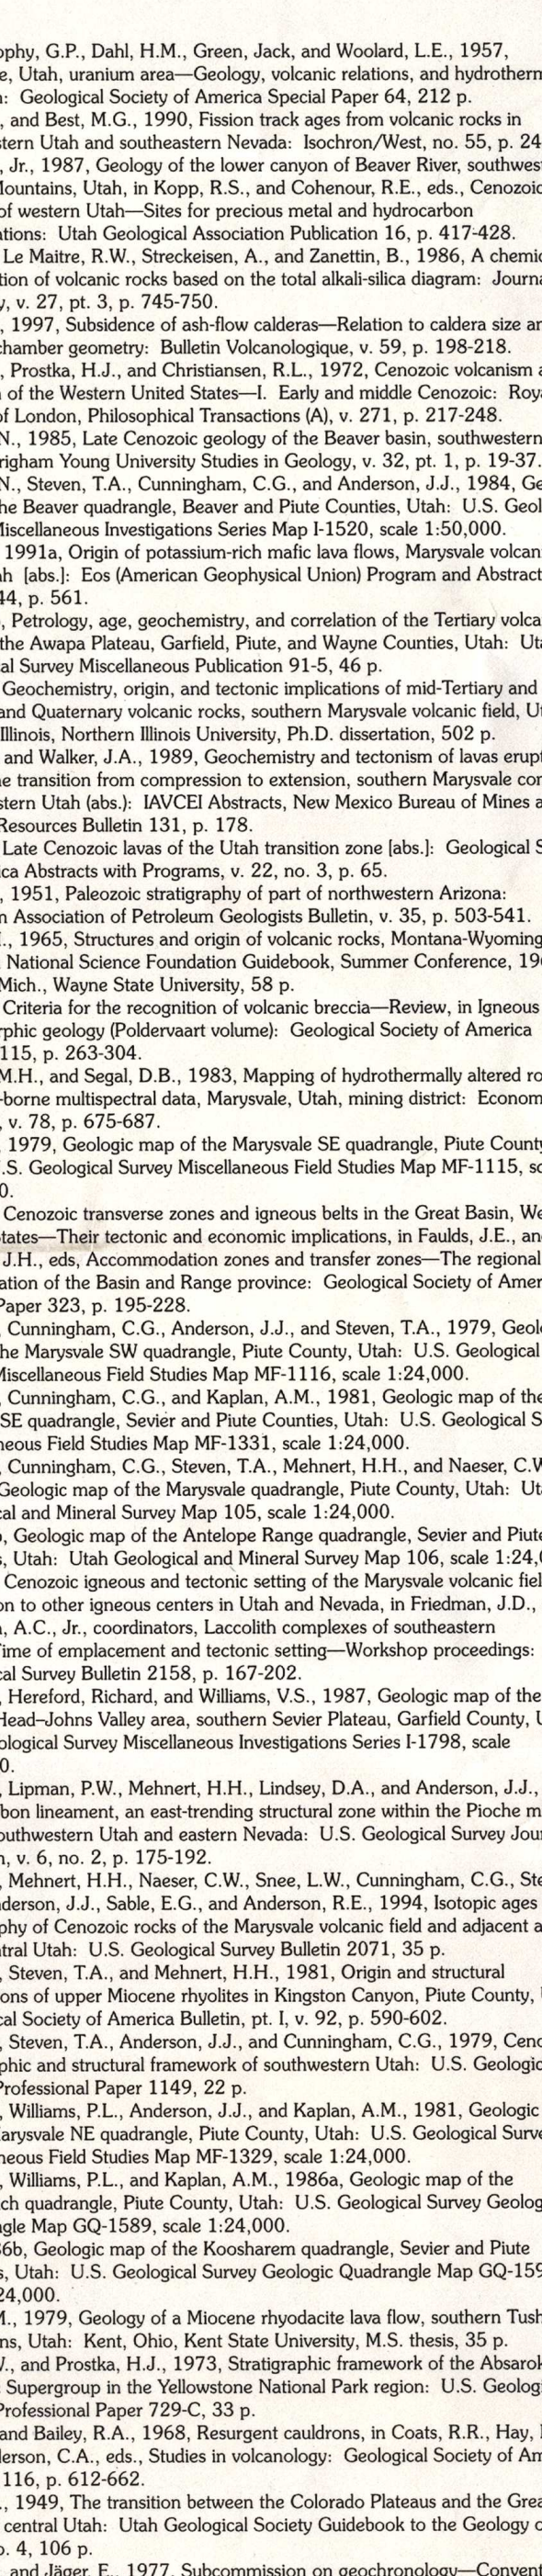 ophy, G.P., Dahl, H.M., Green, Jack, and Woolard, L.E., 1957,
e, Utah, uranium area—Geology, volcanic relations, and hydrotherm
n: Geological Society of America Special Paper 64, 212 p.
, and Best, M.G., 1990, Fission track ages from volcanic rocks in
stern Utah and southeastern Nevada: Isochron/West, no. 55, p. 24
, Jr., 1987, Geology of the lower canyon of Beaver River, southwest
Mountains, Utah, in Kopp, R.S., and Cohenour, R.E., eds., Cenozoic
of western Utah—Sites for precious metal and hydrocarbon
ations: Utah Geological Association Publication 16, p. 417-428.
Le Maitre, R.W., Streckeisen, A., and Zanettin, B., 1986, A chemic
tion of volcanic rocks based on the total alkali-silica diagram: Journa
y, v. 27, pt. 3, p. 745-750.
, 1997, Subsidence of ash-flow calderas—Relation to caldera size an
chamber geometry: Bulletin Volcanologique, v. 59, p. 198-218.
, Prostka, H.J., and Christiansen, R.L., 1972, Cenozoic volcanism a
n of the Western United States—I. Early and middle Cenozoic: Roya
of London, Philosophical Transactions (A), v. 271, p. 217-248.
N., 1985, Late Cenozoic geology of the Beaver basin, southwestern
righam Young University Studies in Geology, v. 32, pt. 1, p. 19-37.
N., Steven, T.A., Cunningham, C.G., and Anderson, J.J., 1984, Ge
he Beaver quadrangle, Beaver and Piute Counties, Utah: U.S. Geol
Miscellaneous Investigations Series Map I-1520, scale 1:50,000.
1991a, Origin of potassium-rich mafic lava flows, Marysvale volcani
ah [abs.]: Eos (American Geophysical Union) Program and Abstract
44, p. 561.
, Petrology, age, geochemistry, and correlation of the Tertiary volca
the Awapa Plateau, Garfield, Piute, and Wayne Counties, Utah: Uta
al Survey Miscellaneous Publication 91-5, 46 p.
Geochemistry, origin, and tectonic implications of mid-Tertiary and
and Quaternary volcanic rocks, southern Marysvale volcanic field, Ut
Illinois, Northern Illinois University, Ph.D. dissertation, 502 p.
and Walker, J.A., 1989, Geochemistry and tectonism of lavas erupt
he transition from compression to extension, southern Marysvale com
stern Utah (abs.): IAVCEI Abstracts, New Mexico Bureau of Mines a
Resources Bulletin 131, p. 178.
Late Cenozoic lavas of the Utah transition zone [abs.]: Geological S
ica Abstracts with Programs, v. 22, no. 3, p. 65.
, 1951, Paleozoic stratigraphy of part of northwestern Arizona:
n Association of Petroleum Geologists Bulletin, v. 35, p. 503-541.
I., 1965, Structures and origin of volcanic rocks, Montana-Wyoming
National Science Foundation Guidebook, Summer Conference, 196
Mich., Wayne State University, 58 p.
Criteria for the recognition of volcanic breccia—Review, in Igneous
rphic geology (Poldervaart volume): Geological Society of America
115, p. 263-304.
M.H., and Segal, D.B., 1983, Mapping of hydrothermally altered ro
-borne multispectral data, Marysvale, Utah, mining district: Econom
, v. 78, p. 675-687.
, 1979, Geologic map of the Marysvale SE quadrangle, Piute County
.S. Geological Survey Miscellaneous Field Studies Map MF-1115, sc
0.
Cenozoic transverse zones and igneous belts in the Great Basin, We
States—Their tectonic and economic implications, in Faulds, J.E., and
J.H., eds, Accommodation zones and transfer zones—The regional
ation of the Basin and Range province: Geological Society of Amer
Paper 323, p. 195-228.
, Cunningham, C.G., Anderson, J.J., and Steven, T.A., 1979, Geolo
he Marysvale SW quadrangle, Piute County, Utah: U.S. Geological
Miscellaneous Field Studies Map MF-1116, scale 1:24,000.
, Cunningham, C.G., and Kaplan, A.M., 1981, Geologic map of the
SE quadrangle, Sevier and Piute Counties, Utah: U.S. Geological S
neous Field Studies Map MF-1331, scale 1:24,000.
, Cunningham, C.G., Steven, T.A., Mehnert, H.H., and Naeser, C.W
Geologic map of the Marysvale quadrangle, Piute County, Utah: Uta
cal and Mineral Survey Map 105, scale 1:24,000.
, Geologic map of the Antelope Range quadrangle, Sevier and Piute
s, Utah: Utah Geological and Mineral Survey Map 106, scale 1:24,0
Cenozoic igneous and tectonic setting of the Marysvale volcanic fiel
on to other igneous centers in Utah and Nevada, in Friedman, J.D.,
, A.C., Jr., coordinators, Laccolith complexes of southeastern
Time of emplacement and tectonic setting—Workshop proceedings:
cal Survey Bulletin 2158, p. 167-202.
, Hereford, Richard, and Williams, V.S., 1987, Geologic map of the
Head–Johns Valley area, southern Sevier Plateau, Garfield County, U
ological Survey Miscellaneous Investigations Series I-1798, scale
0.
, Lipman, P.W., Mehnert, H.H., Lindsey, D.A., and Anderson, J.J.,
bon lineament, an east-trending structural zone within the Pioche m
outhwestern Utah and eastern Nevada: U.S. Geological Survey Jour
h, v. 6, no. 2, p. 175-192.
, Mehnert, H.H., Naeser, C.W., Snee, L.W., Cunningham, C.G., Ste
nderson, J.J., Sable, E.G., and Anderson, R.E., 1994, Isotopic ages
phy of Cenozoic rocks of the Marysvale volcanic field and adjacent a
tral Utah: U.S. Geological Survey Bulletin 2071, 35 p.
, Steven, T.A., and Mehnert, H.H., 1981, Origin and structural
ons of upper Miocene rhyolites in Kingston Canyon, Piute County, U
cal Society of America Bulletin, pt. I, v. 92, p. 590-602.
, Steven, T.A., Anderson, J.J., and Cunningham, C.G., 1979, Ceno
phic and structural framework of southwestern Utah: U.S. Geologic
Professional Paper 1149, 22 p.
, Williams, P.L., Anderson, J.J., and Kaplan, A.M., 1981, Geologic
arysvale NE quadrangle, Piute County, Utah: U.S. Geological Surve
neous Field Studies Map MF-1329, scale 1:24,000.
, Williams, P.L., and Kaplan, A.M., 1986a, Geologic map of the
ch quadrangle, Piute County, Utah: U.S. Geological Survey Geolog
ngle Map GQ-1589, scale 1:24,000.
86b, Geologic map of the Koosharem quadrangle, Sevier and Piute
s, Utah: U.S. Geological Survey Geologic Quadrangle Map GQ-159
24,000.
M., 1979, Geology of a Miocene rhyodacite lava flow, southern Tush
ns, Utah: Kent, Ohio, Kent State University, M.S. thesis, 35 p.
V., and Prostka, H.J., 1973, Stratigraphic framework of the Absarok
Supergroup in the Yellowstone National Park region: U.S. Geologi
Professional Paper 729-C, 33 p.
and Bailey, R.A., 1968, Resurgent cauldrons, in Coats, R.R., Hay, R
lerson, C.A., eds., Studies in volcanology: Geological Society of Am
116, p. 612-662.
., 1949, The transition between the Colorado Plateaus and the Grea
central Utah: Utah Geological Society Guidebook to the Geology o
o. 4, 106 p.
and Jäger, E., 1977, Subcommission on geochronology—Convent